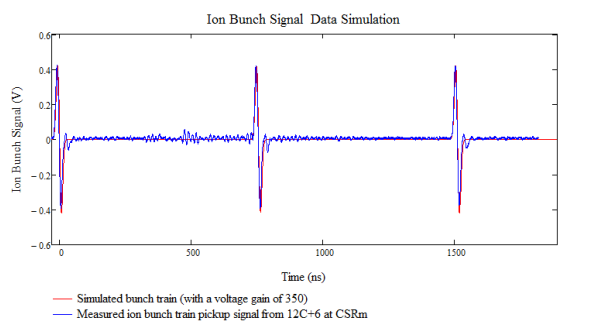 Ion Bunch Signal Data Simulation
0.6
0.4
0.2
0
− 0.2
− 0.4
− 0.6
Ion Bunch Signal (V)
0
500
1000
1500
Time (ns)
Simulated bunch train (with a voltage gain of 350)
Measured ion bunch train pickup signal from 12C+6 at CSRm